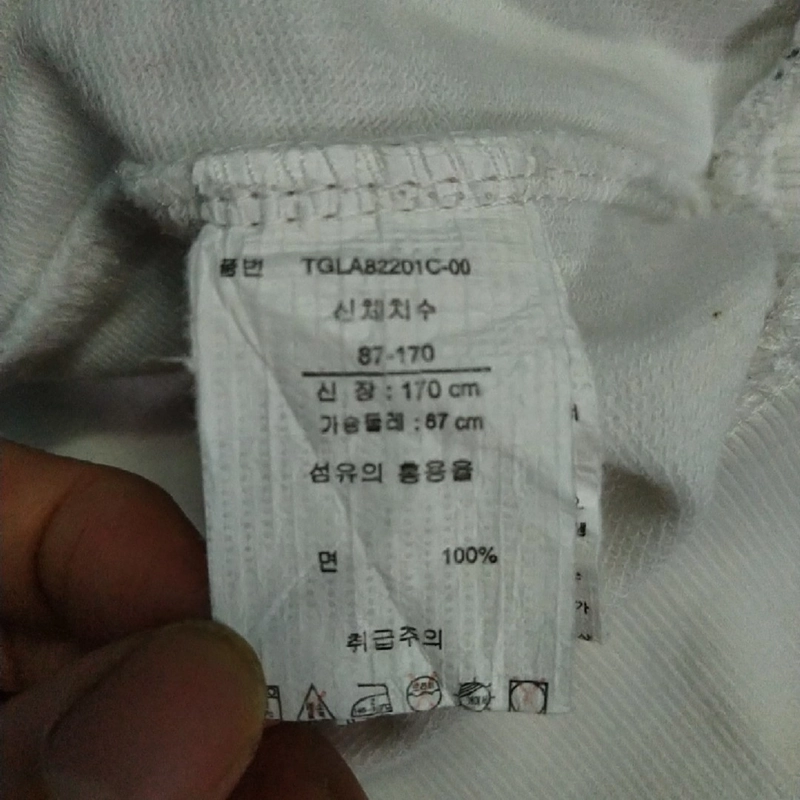 품번 TGLA82201C-00
신체치수
87-170
신 장 : 170 cm
가슴둘레 : 87 cm
섬유의 혼용율
면 100%
취급주의